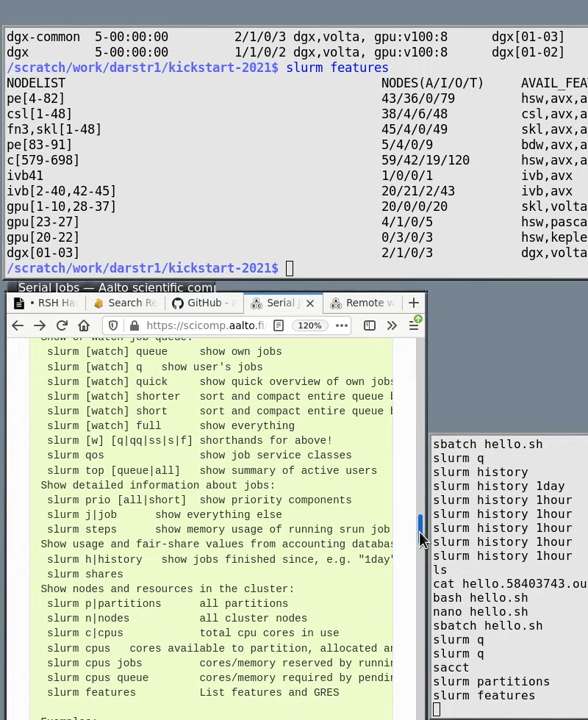 dgx-common 5-00:00:00 2/1/0/3 dgx,volta, gpu:v100:8 dgx[01-03]
dgx 5-00:00:00 1/1/0/2 dgx,volta, gpu:v100:8 dgx[01-02]
/scratch/work/darstr1/kickstart-2021$ slurm features
NODELIST NODES(A/I/O/T) AVAIL_FEA
pe[4-82] 43/36/0/79 hsw,avx,a
csl[1-48] 38/4/6/48 csl,avx,a
fn3,skl[1-48] 45/4/0/49 skl,avx,a
pe[83-91] 5/4/0/9 bdw,avx,a
c[579-698] 59/42/19/120 hsw,avx,a
ivb41 1/0/0/1 ivb,avx
ivb[2-40,42-45] 20/21/2/43 ivb,avx
gpu[1-10,28-37] 20/0/0/20 skl,volta
gpu[23-27] 4/1/0/5 hsw,pasca
gpu[20-22] 0/3/0/3 hsw,keple
dgx[01-03] 2/1/0/3 dgx,volta
/scratch/work/darstr1/kickstart-2021$
Serial Jobs — Aalto scientific com
• RSH Ha Search Re GitHub - a Serial Remote w
https://scicomp.aalto.fi 120%
Show or watch job queue:
slurm [watch] queue show own jobs
slurm [watch] q show user's jobs
slurm [watch] quick show quick overview of own jobs
slurm [watch] shorter sort and compact entire queue b
slurm [watch] short sort and compact entire queue b
slurm [watch] full show everything
slurm [w] [q|qq|ss|s|f] shorthands for above!
slurm qos show job service classes
slurm top [queue|all] show summary of active users
Show detailed information about jobs:
slurm prio [all|short] show priority components
slurm j|job show everything else
slurm steps show memory usage of running srun job
Show usage and fair-share values from accounting databas
slurm h|history show jobs finished since, e.g. "1day"
slurm shares
Show nodes and resources in the cluster:
slurm p|partitions all partitions
slurm n|nodes all cluster nodes
slurm c|cpus total cpu cores in use
slurm cpus cores available to partition, allocated an
slurm cpus jobs cores/memory reserved by runnin
slurm cpus queue cores/memory required by pendin
slurm features List features and GRES
Examples:
sbatch hello.sh
slurm q
slurm history
slurm history 1day
slurm history 1hour
slurm history 1hour
slurm history 1hour
slurm history 1hour
slurm history 1hour
ls
cat hello.58403743.ou
bash hello.sh
nano hello.sh
sbatch hello.sh
slurm q
slurm q
sacct
slurm partitions
slurm features